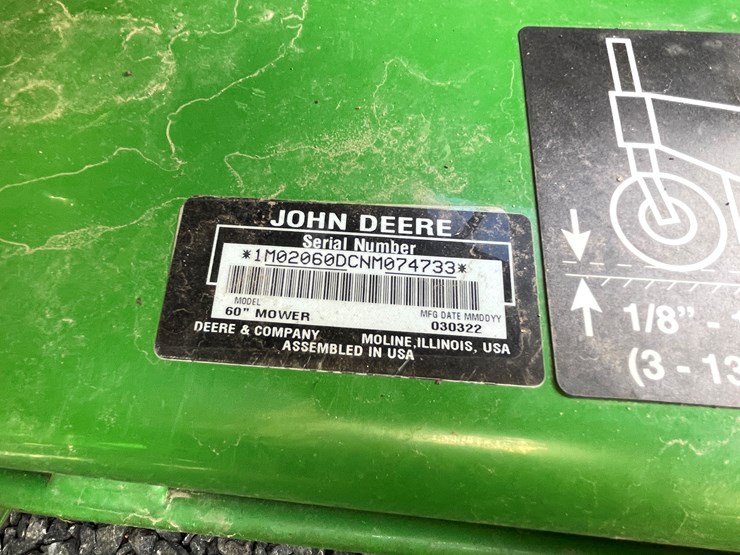 JOHN DEERE
Serial Number
*1M02060DCNM074733*
MODEL
60" MOWER
MFG DATE MMDDYY
030322
DEERE & COMPANY MOLINE, ILLINOIS, USA
ASSEMBLED IN USA
1/8" -
(3 - 13